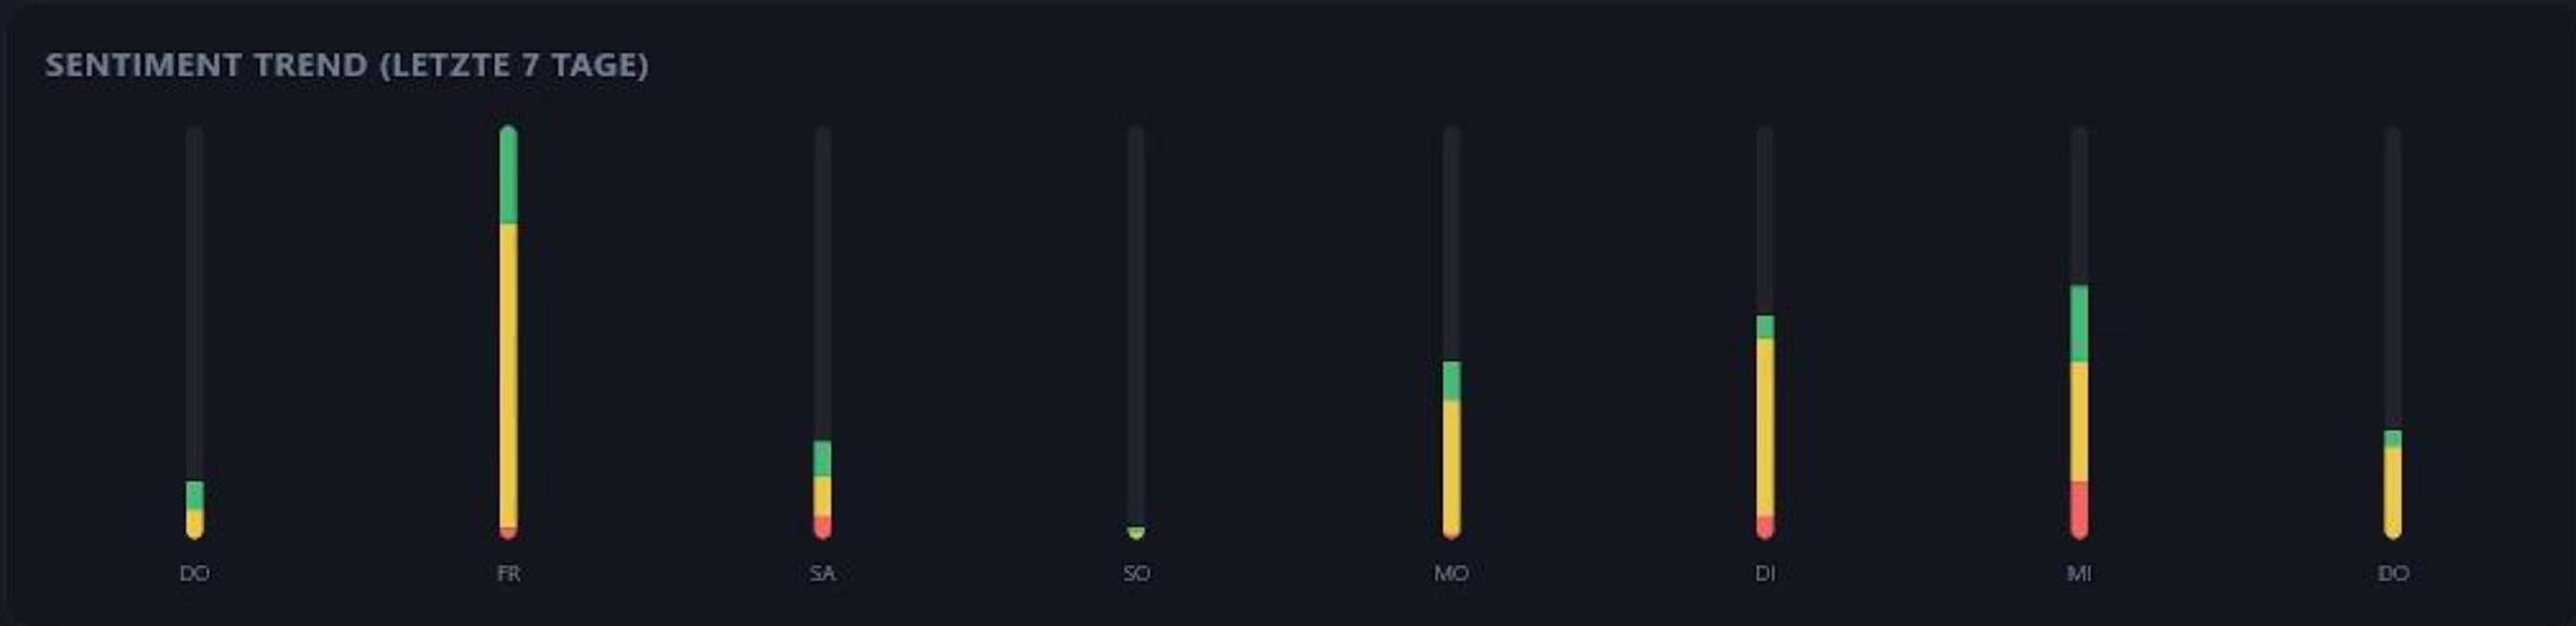 SENTIMENT TREND (LETZTE 7 TAGE)
DO FR SA SO MO DI MI DO